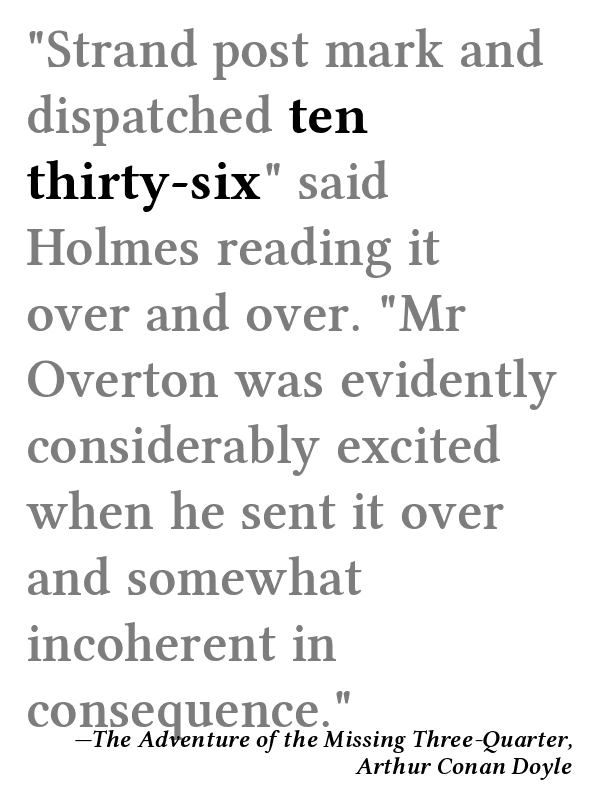 "Strand post mark and
dispatched ten
thirty-six" said
Holmes reading it
over and over. "Mr
Overton was evidently
considerably excited
when he sent it over
and somewhat
incoherent in
consequence."
—The Adventure of the Missing Three-Quarter,
Arthur Conan Doyle